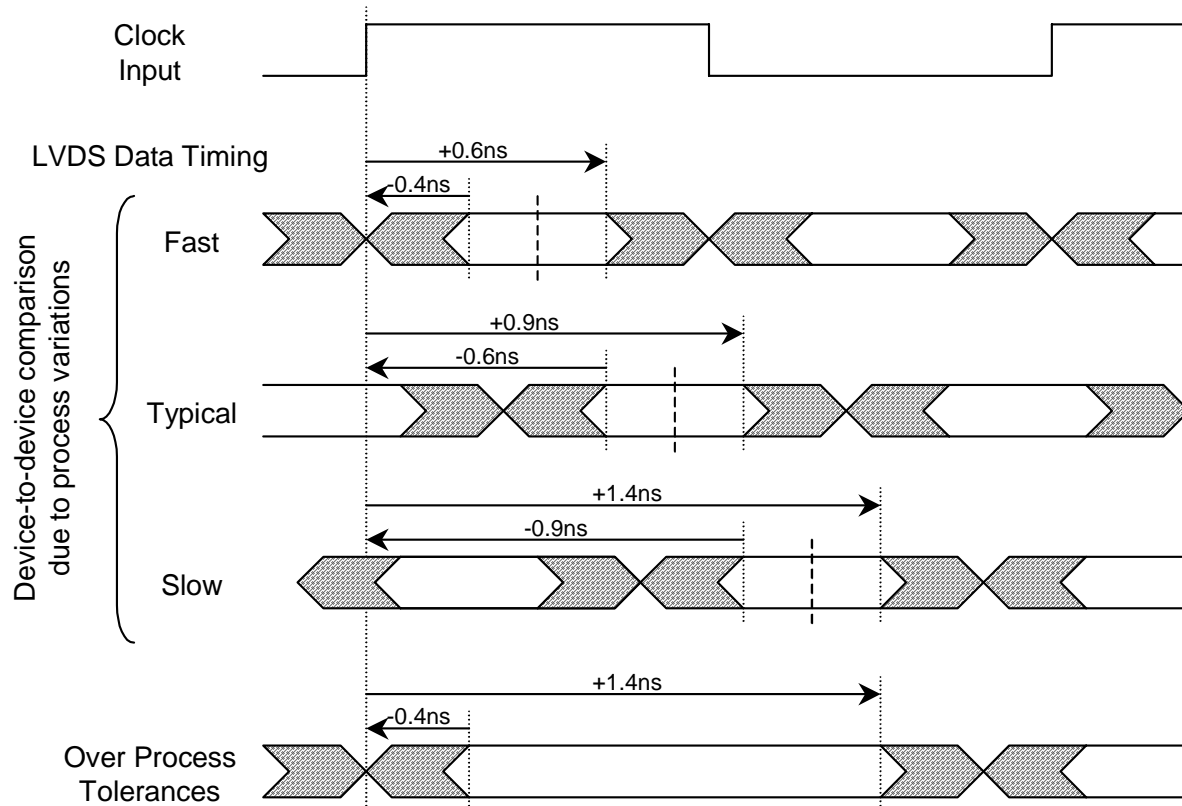 Clock
Input
LVDS Data Timing
+0.6ns
-0.4ns
Fast
+0.9ns
-0.6ns
Typical
+1.4ns
-0.9ns
Slow
Device-to-device comparison
due to process variations
+1.4ns
-0.4ns
Over Process
Tolerances